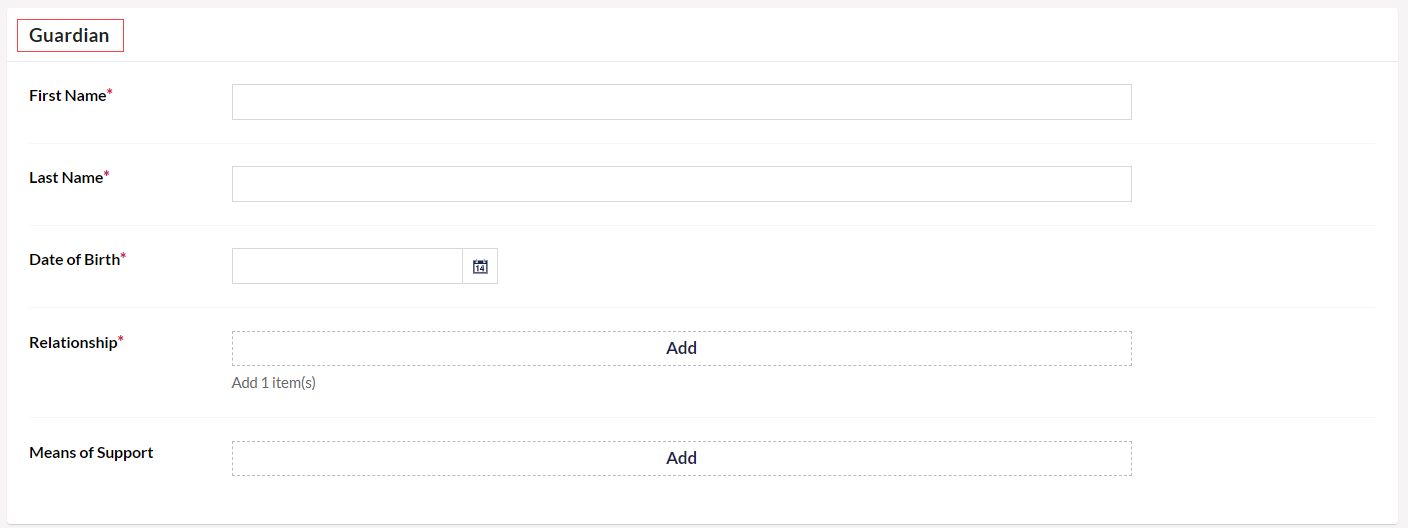 Guardian
First Name*
Last Name*
Date of Birth*
14
Relationship*
Add
Add 1 item(s)
Means of Support
Add